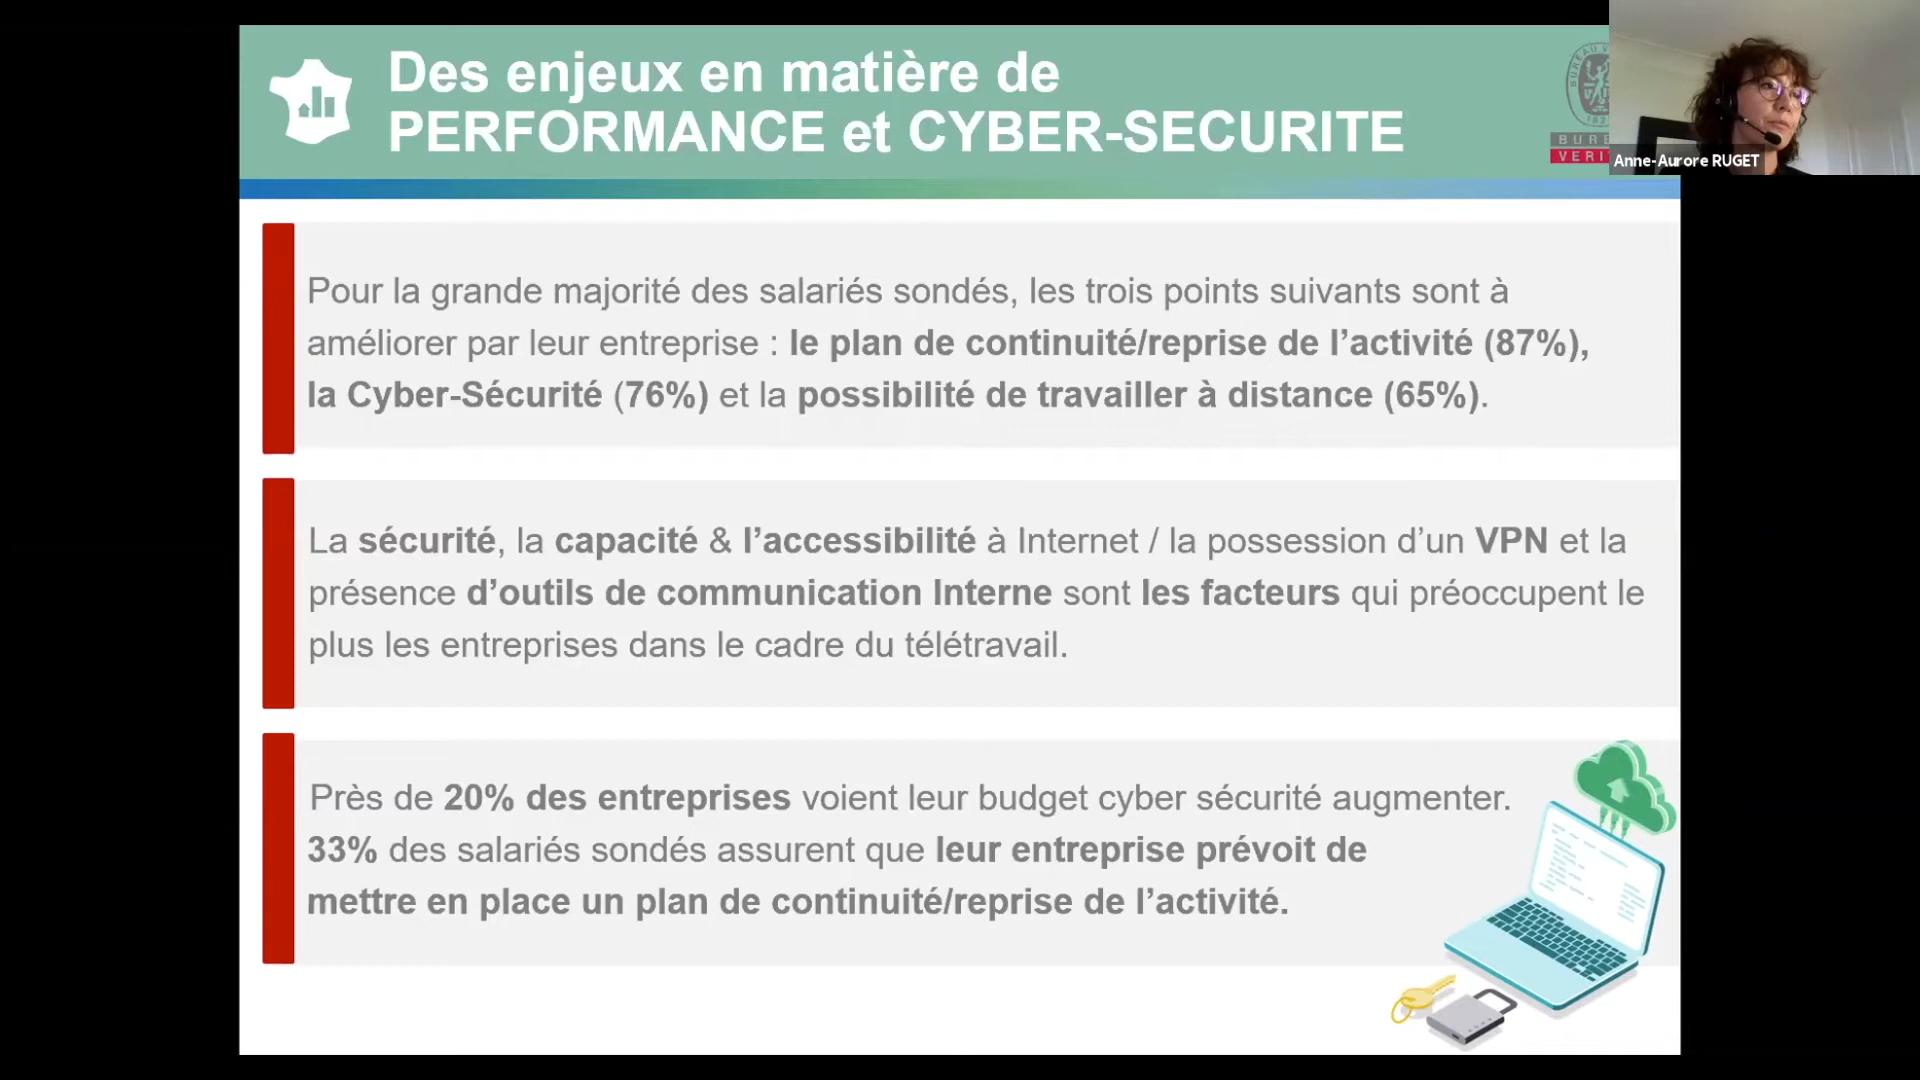 Des enjeux en matière de
PERFORMANCE et CYBER-SECURITE
Anne-Aurore RUGET
Pour la grande majorité des salariés sondés, les trois points suivants sont à
améliorer par leur entreprise : le plan de continuité/reprise de l’activité (87%),
la Cyber-Sécurité (76%) et la possibilité de travailler à distance (65%).
La sécurité, la capacité & l’accessibilité à Internet / la possession d’un VPN et la
présence d’outils de communication Interne sont les facteurs qui préoccupent le
plus les entreprises dans le cadre du télétravail.
Près de 20% des entreprises voient leur budget cyber sécurité augmenter.
33% des salariés sondés assurent que leur entreprise prévoit de
mettre en place un plan de continuité/reprise de l’activité.